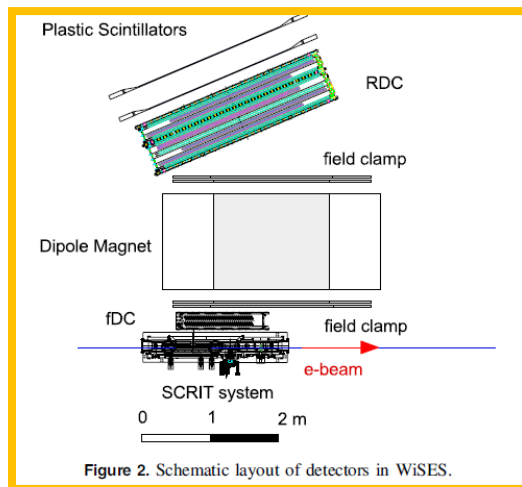 Plastic Scintillators
RDC
field clamp
Dipole Magnet
fDC
field clamp
e-beam
SCRIT system
0 1 2 m
Figure 2. Schematic layout of detectors in WiSES.